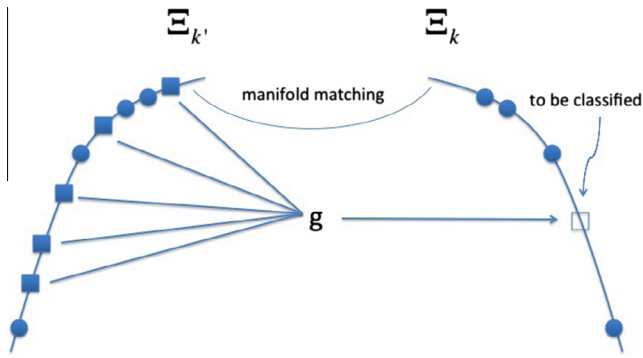 Ξk'
Ξk
manifold matching
to be classified
g